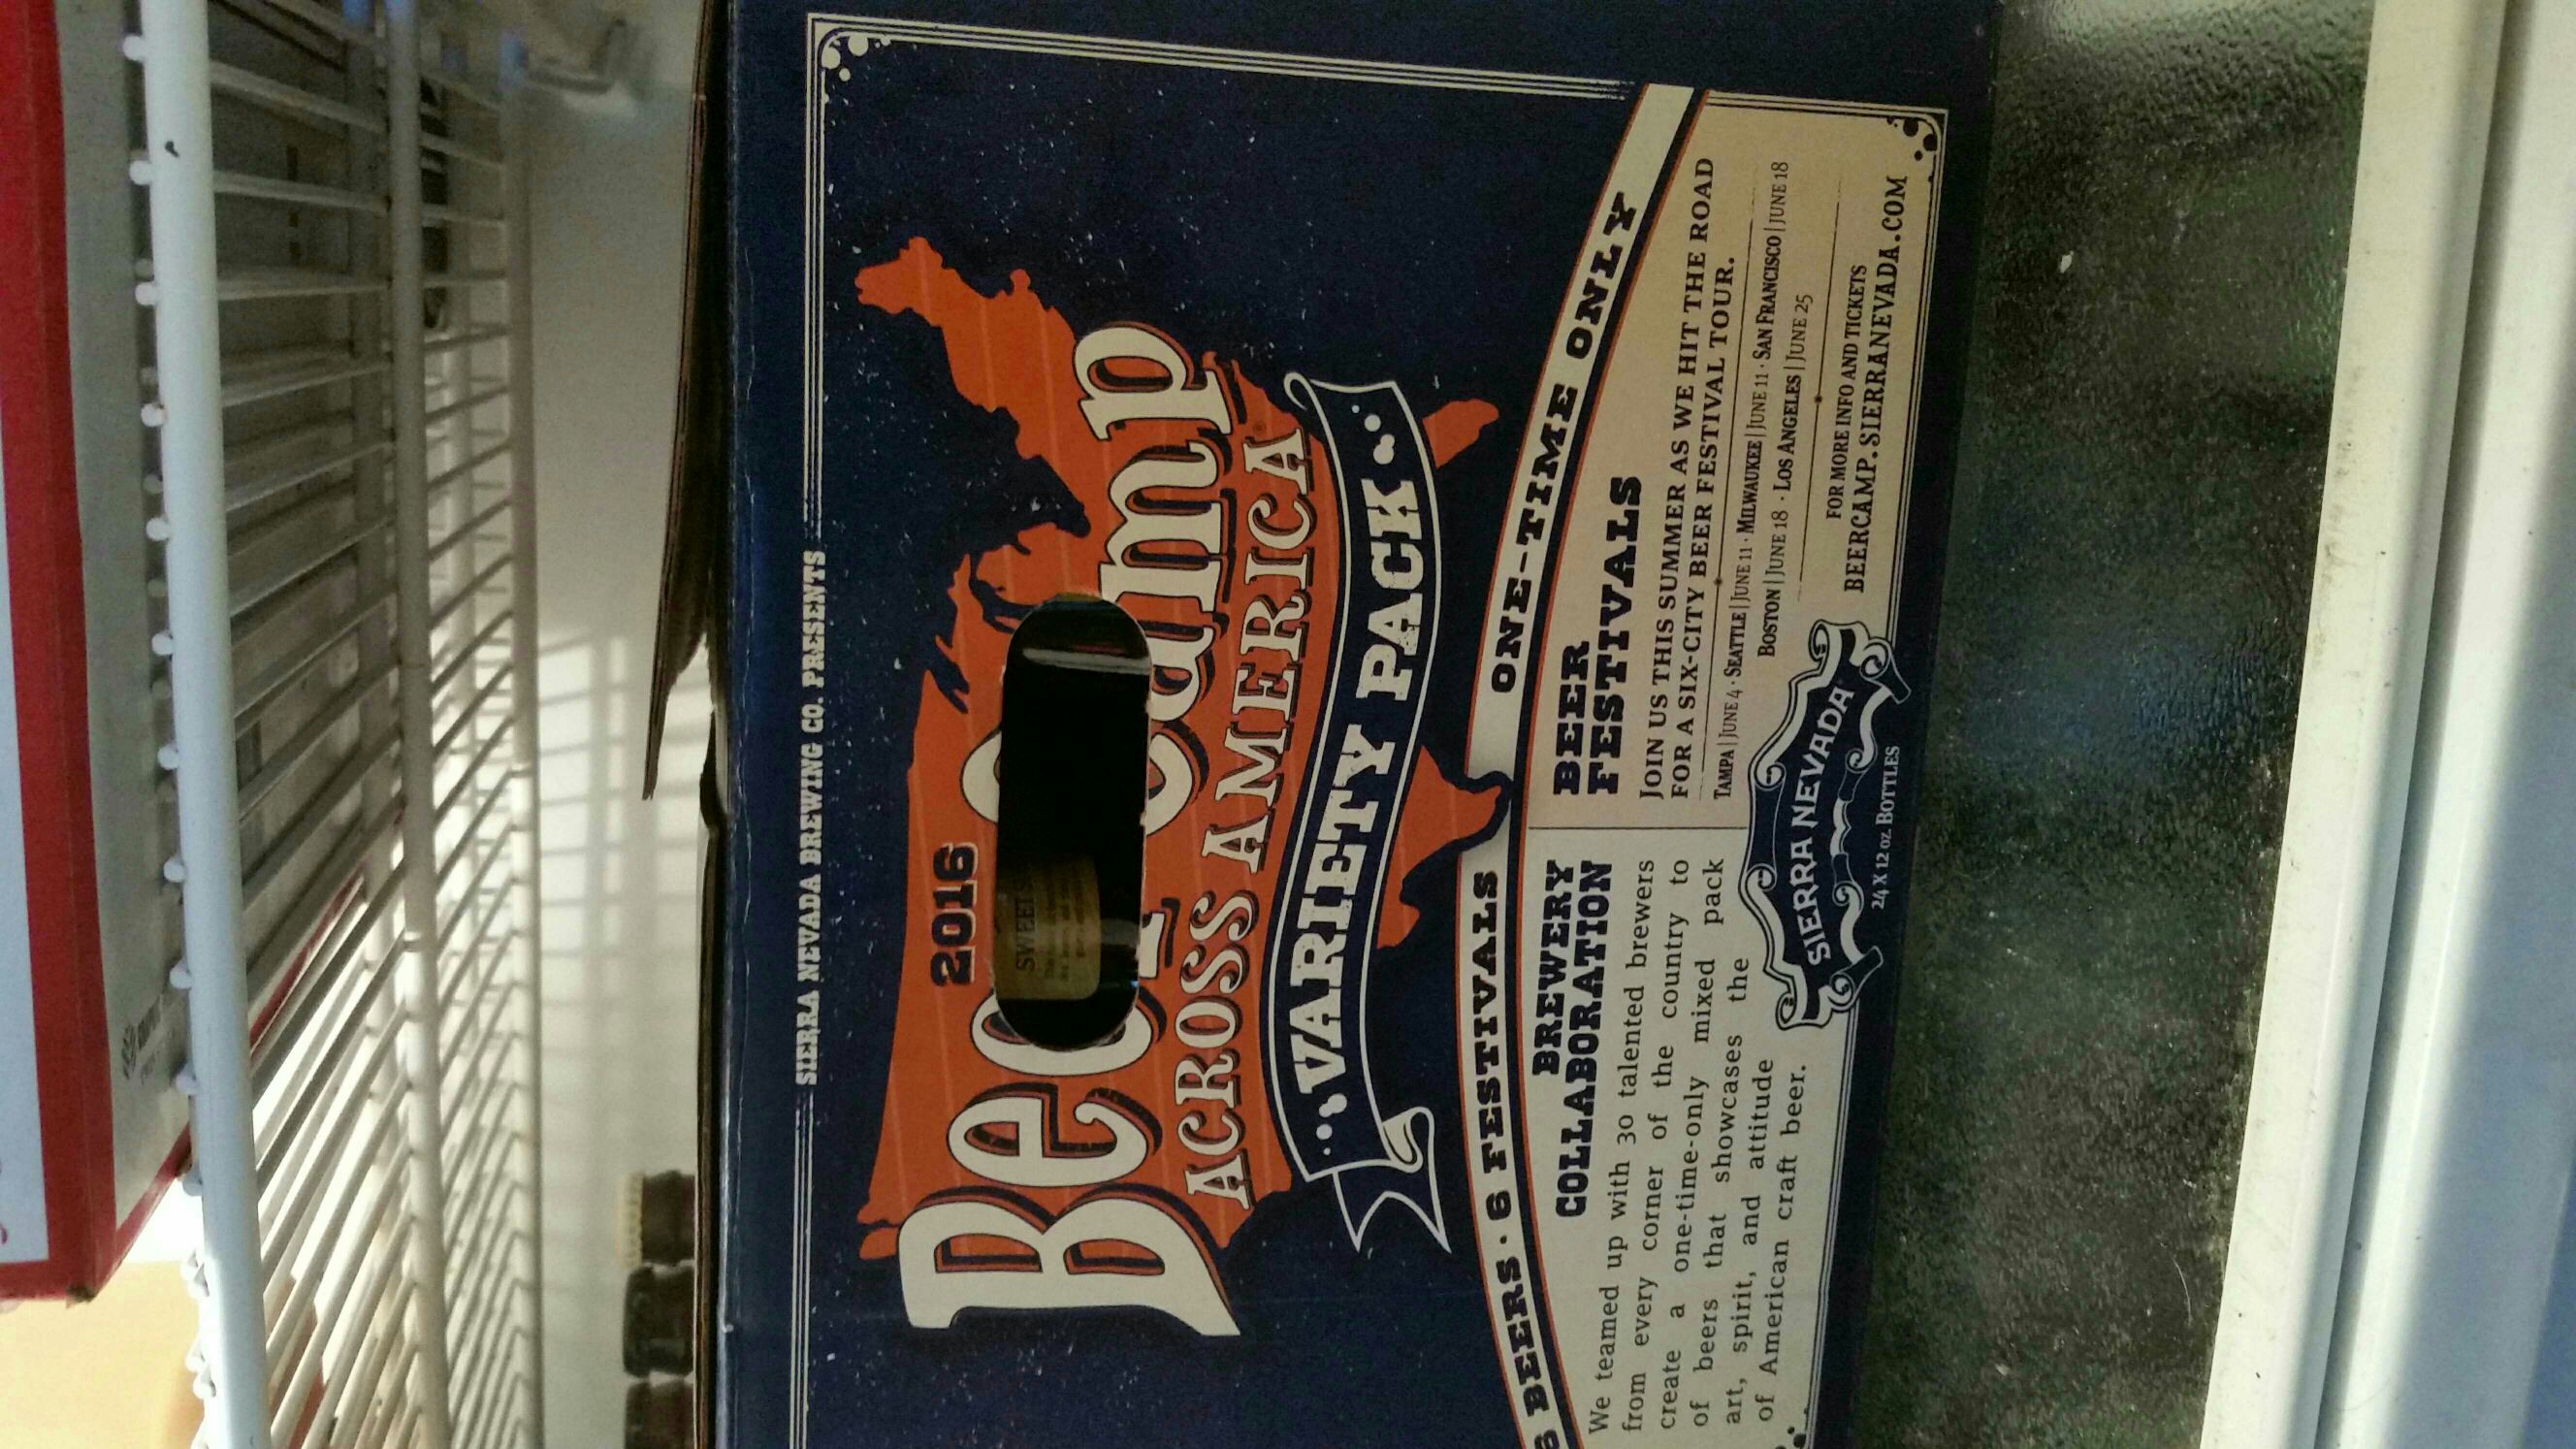 SIERRA NEVADA BREWING CO. PRESENTS
2016
Beer Camp
ACROSS AMERICA
VARIETY PACK
6 BEERS · 6 FESTIVALS
ONE-TIME ONLY
BREWERY
COLLABORATION
We teamed up with 30 talented brewers
from every corner of the country to
create a one-time-only mixed pack
of beers that showcases the
art, spirit, and attitude
of American craft beer.
BEER
FESTIVALS
JOIN US THIS SUMMER AS WE HIT THE ROAD
FOR A SIX-CITY BEER FESTIVAL TOUR.
TAMPA | JUNE 4 · SEATTLE | JUNE 11 · MILWAUKEE | JUNE 11 · SAN FRANCISCO | JUNE 18
BOSTON | JUNE 18 · LOS ANGELES | JUNE 25
FOR MORE INFO AND TICKETS
BEERCAMP.SIERRANEVADA.COM
SIERRA NEVADA
24 X 12 OZ. BOTTLES